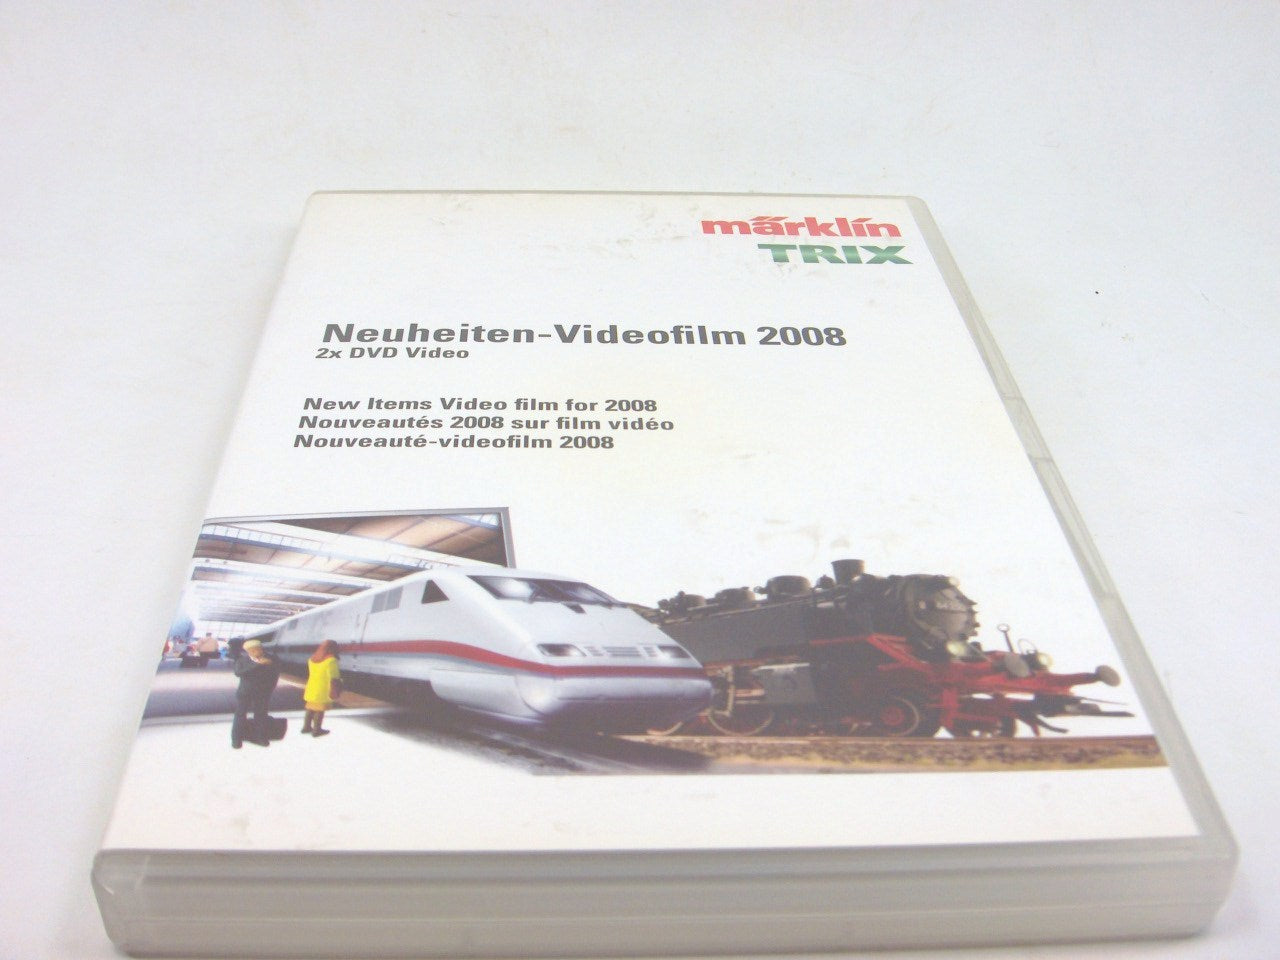 märklin
TRIX
Neuheiten-Videofilm 2008
2x DVD Video
New Items Video film for 2008
Nouveautés 2008 sur film vidéo
Nouveauté-videofilm 2008